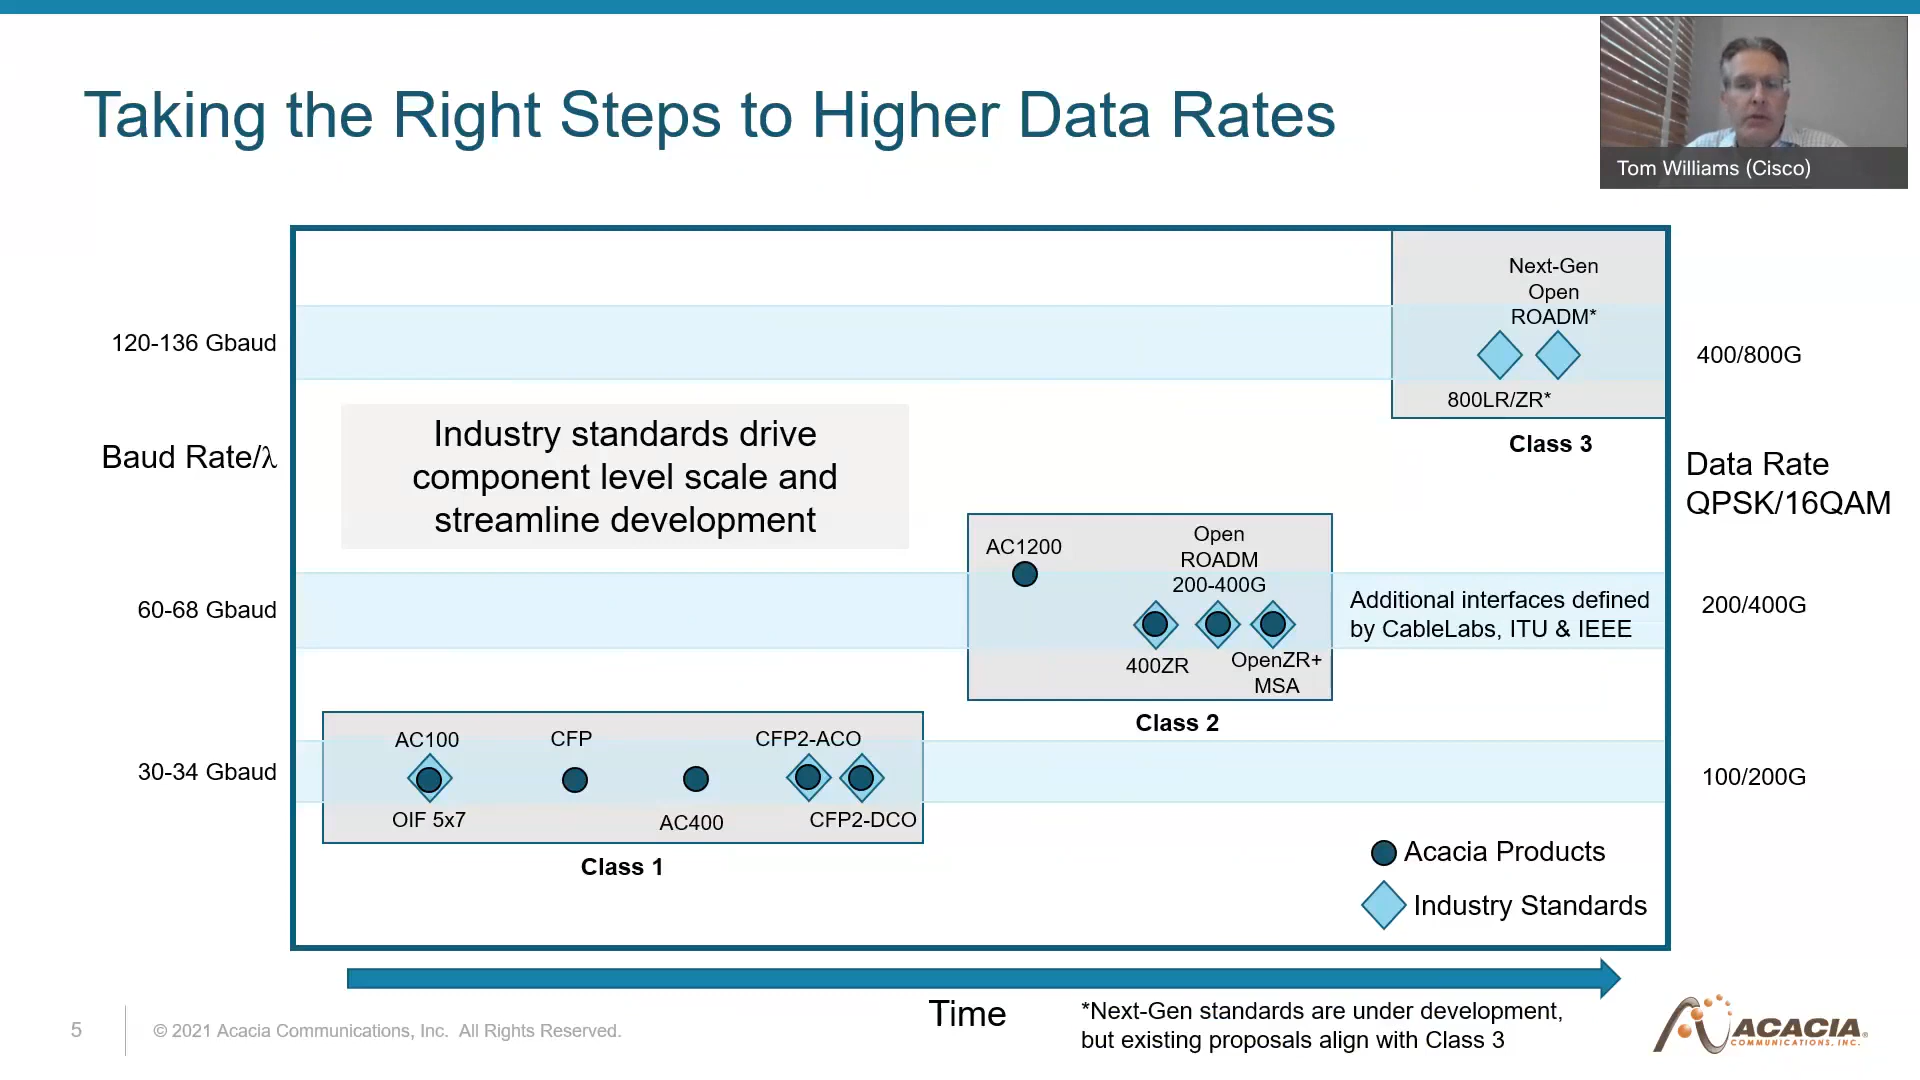 Taking the Right Steps to Higher Data Rates
Tom Williams (Cisco)
Next-Gen
Open
ROADM*
120-136 Gbaud
400/800G
800LR/ZR*
Class 3
Industry standards drive
component level scale and
streamline development
Baud Rate/λ
Data Rate
QPSK/16QAM
AC1200
Open
ROADM
200-400G
60-68 Gbaud
Additional interfaces defined
by CableLabs, ITU & IEEE
200/400G
400ZR
OpenZR+
MSA
Class 2
AC100
CFP
CFP2-ACO
30-34 Gbaud
100/200G
OIF 5x7
AC400
CFP2-DCO
Class 1
Acacia Products
Industry Standards
Time
*Next-Gen standards are under development,
but existing proposals align with Class 3
5
© 2021 Acacia Communications, Inc. All Rights Reserved.
ACACIA®
COMMUNICATIONS, INC.